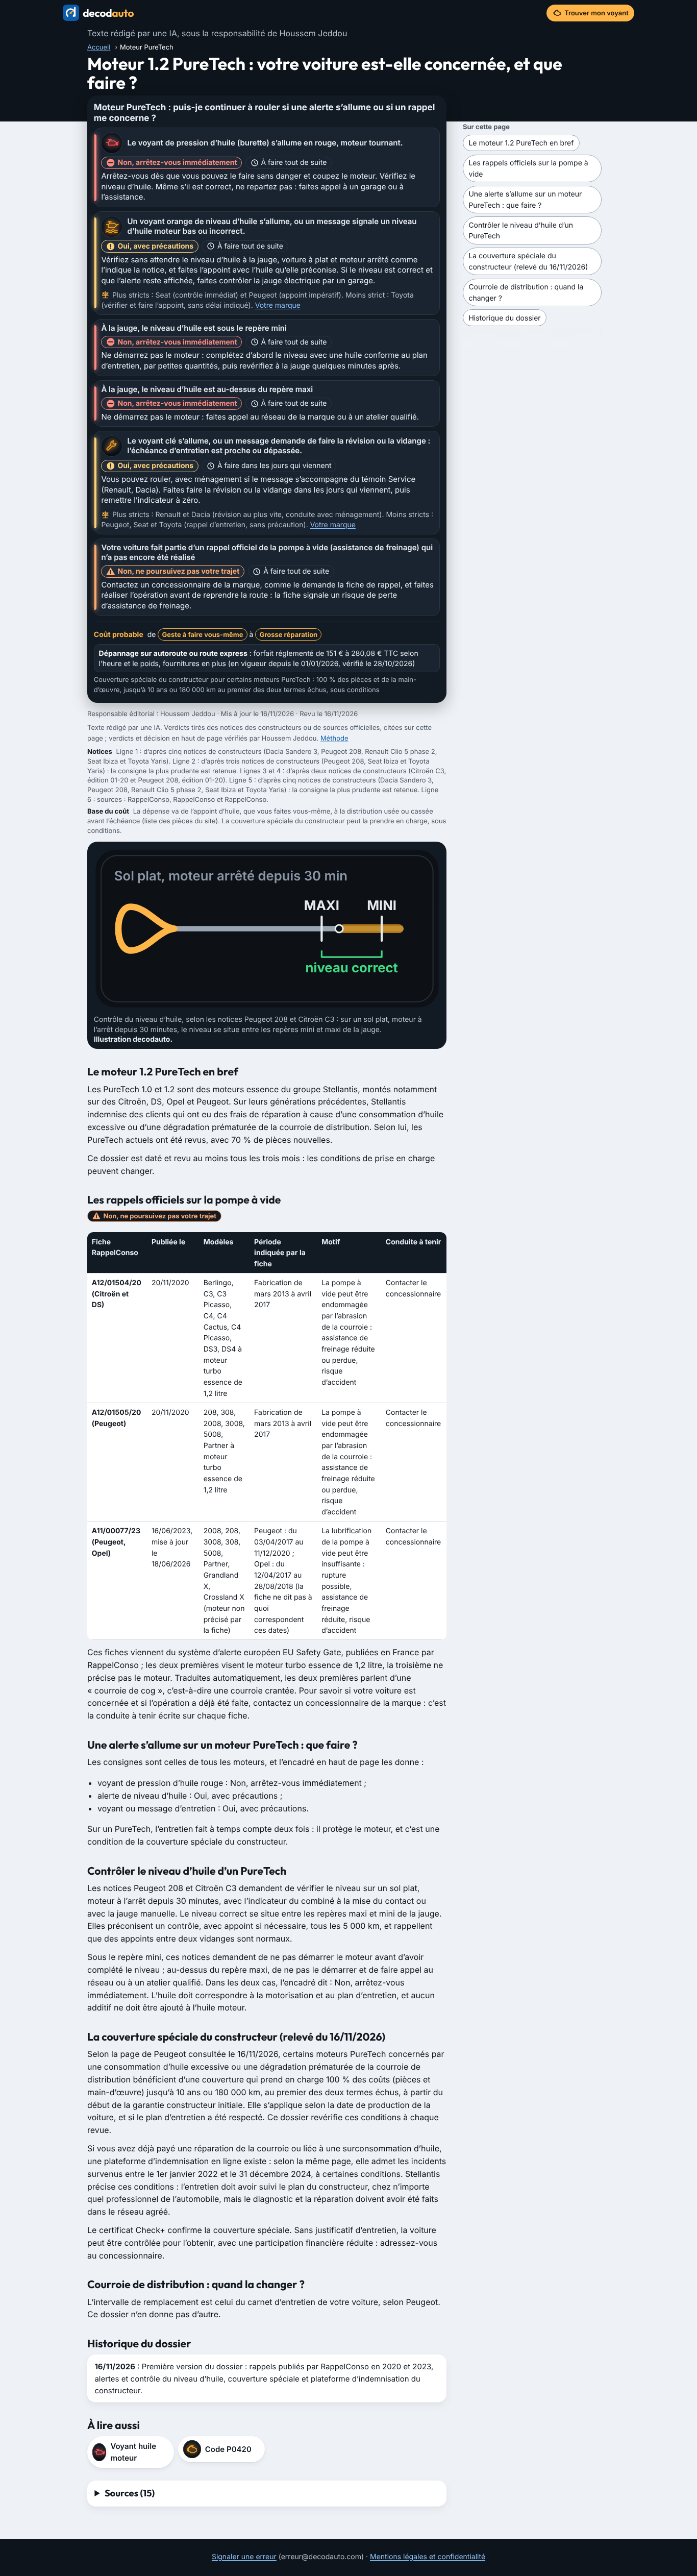 decodauto
Trouver mon voyant
Texte rédigé par une IA, sous la responsabilité de Houssem Jeddou
Accueil › Moteur PureTech
Moteur 1.2 PureTech : votre voiture est-elle concernée, et que
faire ?
Moteur PureTech : puis-je continuer à rouler si une alerte s’allume ou si un rappel
me concerne ?
Le voyant de pression d’huile (burette) s’allume en rouge, moteur tournant.
Non, arrêtez-vous immédiatement
À faire tout de suite
Arrêtez-vous dès que vous pouvez le faire sans danger et coupez le moteur. Vérifiez le
niveau d’huile. Même s’il est correct, ne repartez pas : faites appel à un garage ou à
l’assistance.
Un voyant orange de niveau d’huile s’allume, ou un message signale un niveau
d’huile moteur bas ou incorrect.
Oui, avec précautions
À faire tout de suite
Vérifiez sans attendre le niveau d’huile à la jauge, voiture à plat et moteur arrêté comme
l’indique la notice, et faites l’appoint avec l’huile qu’elle préconise. Si le niveau est correct et
que l’alerte reste affichée, faites contrôler la jauge électrique par un garage.
Plus stricts : Seat (contrôle immédiat) et Peugeot (appoint impératif). Moins strict : Toyota
(vérifier et faire l’appoint, sans délai indiqué). Votre marque
À la jauge, le niveau d’huile est sous le repère mini
Non, arrêtez-vous immédiatement
À faire tout de suite
Ne démarrez pas le moteur : complétez d’abord le niveau avec une huile conforme au plan
d’entretien, par petites quantités, puis revérifiez à la jauge quelques minutes après.
À la jauge, le niveau d’huile est au-dessus du repère maxi
Non, arrêtez-vous immédiatement
À faire tout de suite
Ne démarrez pas le moteur : faites appel au réseau de la marque ou à un atelier qualifié.
Le voyant clé s’allume, ou un message demande de faire la révision ou la vidange :
l’échéance d’entretien est proche ou dépassée.
Oui, avec précautions
À faire dans les jours qui viennent
Vous pouvez rouler, avec ménagement si le message s’accompagne du témoin Service
(Renault, Dacia). Faites faire la révision ou la vidange dans les jours qui viennent, puis
remettre l’indicateur à zéro.
Plus stricts : Renault et Dacia (révision au plus vite, conduite avec ménagement). Moins stricts :
Peugeot, Seat et Toyota (rappel d’entretien, sans précaution). Votre marque
Votre voiture fait partie d’un rappel officiel de la pompe à vide (assistance de freinage) qui
n’a pas encore été réalisé
Non, ne poursuivez pas votre trajet
À faire tout de suite
Contactez un concessionnaire de la marque, comme le demande la fiche de rappel, et faites
réaliser l’opération avant de reprendre la route : la fiche signale un risque de perte
d’assistance de freinage.
Coût probable de Geste à faire vous-même à Grosse réparation
Dépannage sur autoroute ou route express : forfait réglementé de 151 € à 280,08 € TTC selon
l’heure et le poids, fournitures en plus (en vigueur depuis le 01/01/2026, vérifié le 28/10/2026)
Couverture spéciale du constructeur pour certains moteurs PureTech : 100 % des pièces et de la main-
d’œuvre, jusqu’à 10 ans ou 180 000 km au premier des deux termes échus, sous conditions
Responsable éditorial : Houssem Jeddou · Mis à jour le 16/11/2026 · Revu le 16/11/2026
Texte rédigé par une IA. Verdicts tirés des notices des constructeurs ou de sources officielles, citées sur cette
page ; verdicts et décision en haut de page vérifiés par Houssem Jeddou. Méthode
Notices Ligne 1 : d’après cinq notices de constructeurs (Dacia Sandero 3, Peugeot 208, Renault Clio 5 phase 2,
Seat Ibiza et Toyota Yaris). Ligne 2 : d’après trois notices de constructeurs (Peugeot 208, Seat Ibiza et Toyota
Yaris) : la consigne la plus prudente est retenue. Lignes 3 et 4 : d’après deux notices de constructeurs (Citroën C3,
édition 01-20 et Peugeot 208, édition 01-20). Ligne 5 : d’après cinq notices de constructeurs (Dacia Sandero 3,
Peugeot 208, Renault Clio 5 phase 2, Seat Ibiza et Toyota Yaris) : la consigne la plus prudente est retenue. Ligne
6 : sources : RappelConso, RappelConso et RappelConso.
Base du coût La dépense va de l’appoint d’huile, que vous faites vous-même, à la distribution usée ou cassée
avant l’échéance (liste des pièces du site). La couverture spéciale du constructeur peut la prendre en charge, sous
conditions.
Sol plat, moteur arrêté depuis 30 min
MAXI MINI
niveau correct
Contrôle du niveau d’huile, selon les notices Peugeot 208 et Citroën C3 : sur un sol plat, moteur à
l’arrêt depuis 30 minutes, le niveau se situe entre les repères mini et maxi de la jauge.
Illustration decodauto.
Le moteur 1.2 PureTech en bref
Les PureTech 1.0 et 1.2 sont des moteurs essence du groupe Stellantis, montés notamment
sur des Citroën, DS, Opel et Peugeot. Sur leurs générations précédentes, Stellantis
indemnise des clients qui ont eu des frais de réparation à cause d’une consommation d’huile
excessive ou d’une dégradation prématurée de la courroie de distribution. Selon lui, les
PureTech actuels ont été revus, avec 70 % de pièces nouvelles.
Ce dossier est daté et revu au moins tous les trois mois : les conditions de prise en charge
peuvent changer.
Les rappels officiels sur la pompe à vide
Non, ne poursuivez pas votre trajet
Fiche RappelConso | Publiée le | Modèles | Période indiquée par la fiche | Motif | Conduite à tenir
A12/01504/20 (Citroën et DS) | 20/11/2020 | Berlingo, C3, C3 Picasso, C4, C4 Cactus, C4 Picasso, DS3, DS4 à moteur turbo essence de 1,2 litre | Fabrication de mars 2013 à avril 2017 | La pompe à vide peut être endommagée par l’abrasion de la courroie : assistance de freinage réduite ou perdue, risque d’accident | Contacter le concessionnaire
A12/01505/20 (Peugeot) | 20/11/2020 | 208, 308, 2008, 3008, 5008, Partner à moteur turbo essence de 1,2 litre | Fabrication de mars 2013 à avril 2017 | La pompe à vide peut être endommagée par l’abrasion de la courroie : assistance de freinage réduite ou perdue, risque d’accident | Contacter le concessionnaire
A11/00077/23 (Peugeot, Opel) | 16/06/2023, mise à jour le 18/06/2026 | 2008, 208, 3008, 308, 5008, Partner, Grandland X, Crossland X (moteur non précisé par la fiche) | Peugeot : du 03/04/2017 au 11/12/2020 ; Opel : du 12/04/2017 au 28/08/2018 (la fiche ne dit pas à quoi correspondent ces dates) | La lubrification de la pompe à vide peut être insuffisante : rupture possible, assistance de freinage réduite, risque d’accident | Contacter le concessionnaire
Ces fiches viennent du système d’alerte européen EU Safety Gate, publiées en France par
RappelConso ; les deux premières visent le moteur turbo essence de 1,2 litre, la troisième ne
précise pas le moteur. Traduites automatiquement, les deux premières parlent d’une
« courroie de cog », c’est-à-dire une courroie crantée. Pour savoir si votre voiture est
concernée et si l’opération a déjà été faite, contactez un concessionnaire de la marque : c’est
la conduite à tenir écrite sur chaque fiche.
Une alerte s’allume sur un moteur PureTech : que faire ?
Les consignes sont celles de tous les moteurs, et l’encadré en haut de page les donne :
• voyant de pression d’huile rouge : Non, arrêtez-vous immédiatement ;
• alerte de niveau d’huile : Oui, avec précautions ;
• voyant ou message d’entretien : Oui, avec précautions.
Sur un PureTech, l’entretien fait à temps compte deux fois : il protège le moteur, et c’est une
condition de la couverture spéciale du constructeur.
Contrôler le niveau d’huile d’un PureTech
Les notices Peugeot 208 et Citroën C3 demandent de vérifier le niveau sur un sol plat,
moteur à l’arrêt depuis 30 minutes, avec l’indicateur du combiné à la mise du contact ou
avec la jauge manuelle. Le niveau correct se situe entre les repères maxi et mini de la jauge.
Elles préconisent un contrôle, avec appoint si nécessaire, tous les 5 000 km, et rappellent
que des appoints entre deux vidanges sont normaux.
Sous le repère mini, ces notices demandent de ne pas démarrer le moteur avant d’avoir
complété le niveau ; au-dessus du repère maxi, de ne pas le démarrer et de faire appel au
réseau ou à un atelier qualifié. Dans les deux cas, l’encadré dit : Non, arrêtez-vous
immédiatement. L’huile doit correspondre à la motorisation et au plan d’entretien, et aucun
additif ne doit être ajouté à l’huile moteur.
La couverture spéciale du constructeur (relevé du 16/11/2026)
Selon la page de Peugeot consultée le 16/11/2026, certains moteurs PureTech concernés par
une consommation d’huile excessive ou une dégradation prématurée de la courroie de
distribution bénéficient d’une couverture qui prend en charge 100 % des coûts (pièces et
main-d’œuvre) jusqu’à 10 ans ou 180 000 km, au premier des deux termes échus, à partir du
début de la garantie constructeur initiale. Elle s’applique selon la date de production de la
voiture, et si le plan d’entretien a été respecté. Ce dossier revérifie ces conditions à chaque
revue.
Si vous avez déjà payé une réparation de la courroie ou liée à une surconsommation d’huile,
une plateforme d’indemnisation en ligne existe : selon la même page, elle admet les incidents
survenus entre le 1er janvier 2022 et le 31 décembre 2024, à certaines conditions. Stellantis
précise ces conditions : l’entretien doit avoir suivi le plan du constructeur, chez n’importe
quel professionnel de l’automobile, mais le diagnostic et la réparation doivent avoir été faits
dans le réseau agréé.
Le certificat Check+ confirme la couverture spéciale. Sans justificatif d’entretien, la voiture
peut être contrôlée pour l’obtenir, avec une participation financière réduite : adressez-vous
au concessionnaire.
Courroie de distribution : quand la changer ?
L’intervalle de remplacement est celui du carnet d’entretien de votre voiture, selon Peugeot.
Ce dossier n’en donne pas d’autre.
Historique du dossier
16/11/2026 : Première version du dossier : rappels publiés par RappelConso en 2020 et 2023,
alertes et contrôle du niveau d’huile, couverture spéciale et plateforme d’indemnisation du
constructeur.
À lire aussi
Voyant huile
moteur
Code P0420
Sources (15)
Sur cette page
Le moteur 1.2 PureTech en bref
Les rappels officiels sur la pompe à
vide
Une alerte s’allume sur un moteur
PureTech : que faire ?
Contrôler le niveau d’huile d’un
PureTech
La couverture spéciale du
constructeur (relevé du 16/11/2026)
Courroie de distribution : quand la
changer ?
Historique du dossier
Signaler une erreur (erreur@decodauto.com) · Mentions légales et confidentialité